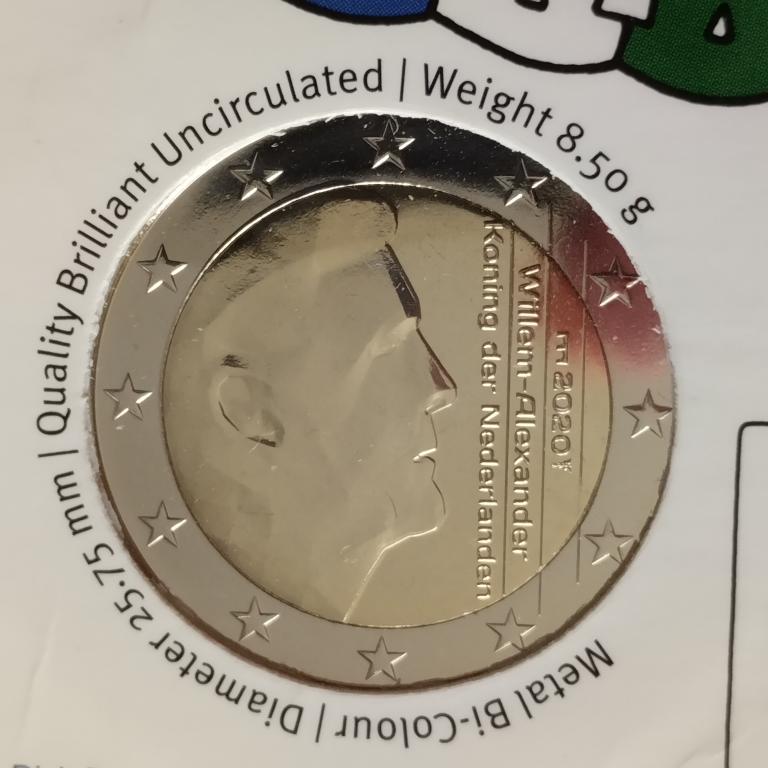 Metal Bi-Colour | Diameter 25.75 mm | Quality Brilliant Uncirculated | Weight 8.50 g
2020
Willem-Alexander
Koning der Nederlanden